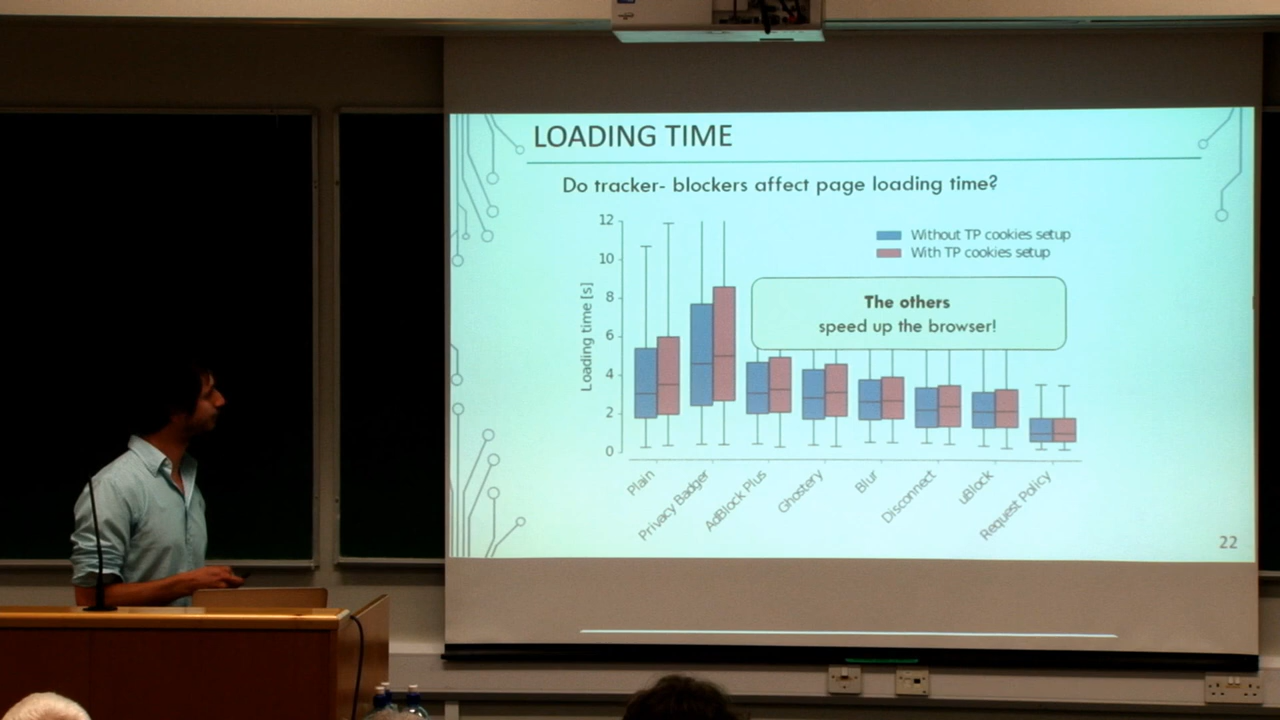 LOADING TIME
Do tracker- blockers affect page loading time?
Without TP cookies setup
With TP cookies setup
The others
speed up the browser!
Loading time [s]
12
10
8
6
4
2
0
Plain
Privacy Badger
AdBlock Plus
Ghostery
Blur
Disconnect
uBlock
Request Policy
22